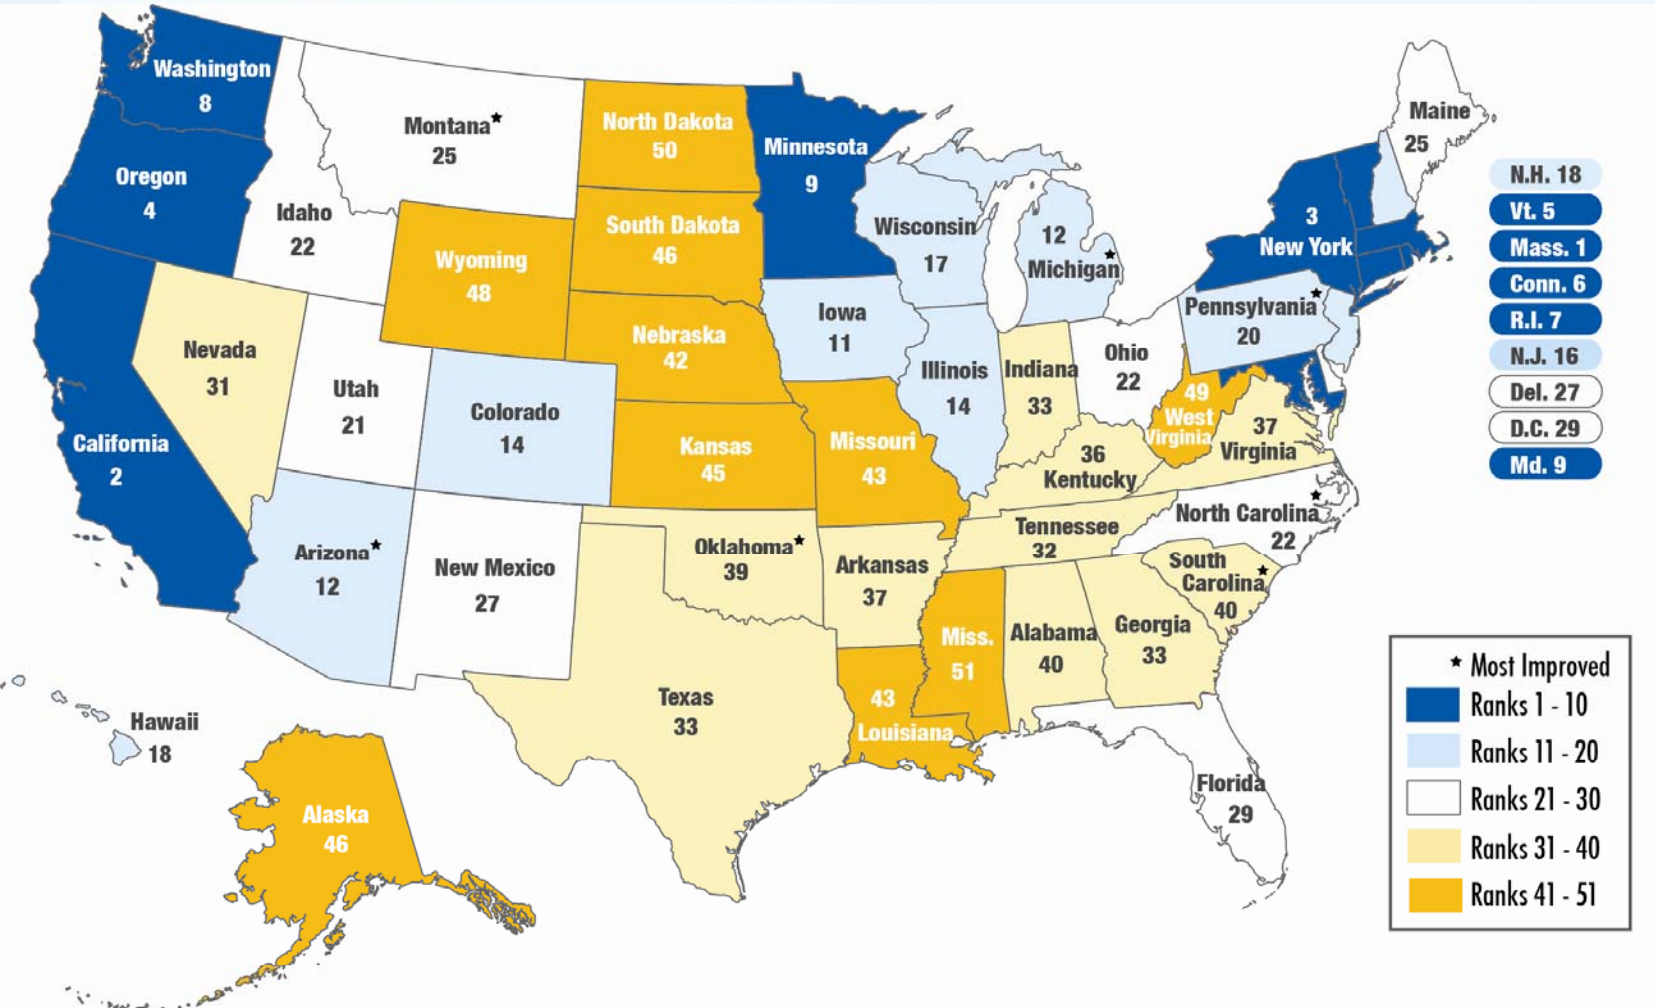 Washington
8
Oregon
4
California
2
Nevada
31
Idaho
22
Montana★
25
Wyoming
48
Utah
21
Colorado
14
Arizona★
12
New Mexico
27
North Dakota
50
South Dakota
46
Nebraska
42
Kansas
45
Oklahoma★
39
Texas
33
Minnesota
9
Iowa
11
Missouri
43
Arkansas
37
43
Louisiana
Wisconsin
17
Illinois
14
12
Michigan★
Indiana
33
Ohio
22
36
Kentucky
Tennessee
32
Miss.
51
Alabama
40
Georgia
33
Florida
29
South
Carolina★
40
North Carolina★
22
37
Virginia
49
West
Virginia
Pennsylvania★
20
3
New York
Maine
25
Hawaii
18
Alaska
46
N.H. 18
Vt. 5
Mass. 1
Conn. 6
R.I. 7
N.J. 16
Del. 27
D.C. 29
Md. 9
★ Most Improved
Ranks 1 - 10
Ranks 11 - 20
Ranks 21 - 30
Ranks 31 - 40
Ranks 41 - 51